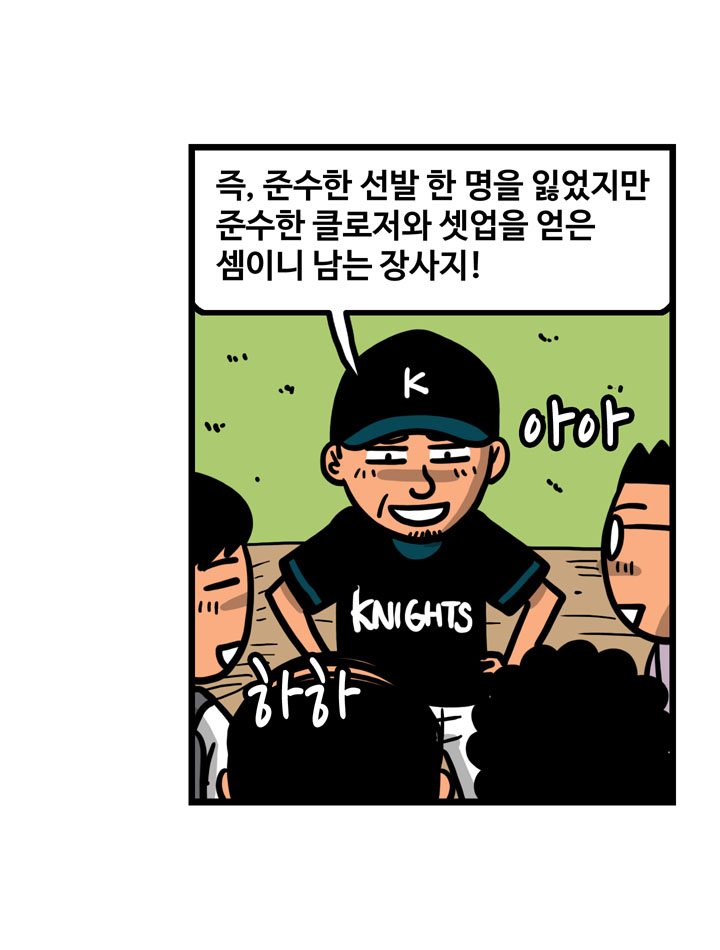 즉, 준수한 선발 한 명을 잃었지만
준수한 클로저와 셋업을 얻은
셈이니 남는 장사지!
K
아아
KNIGHTS
하하